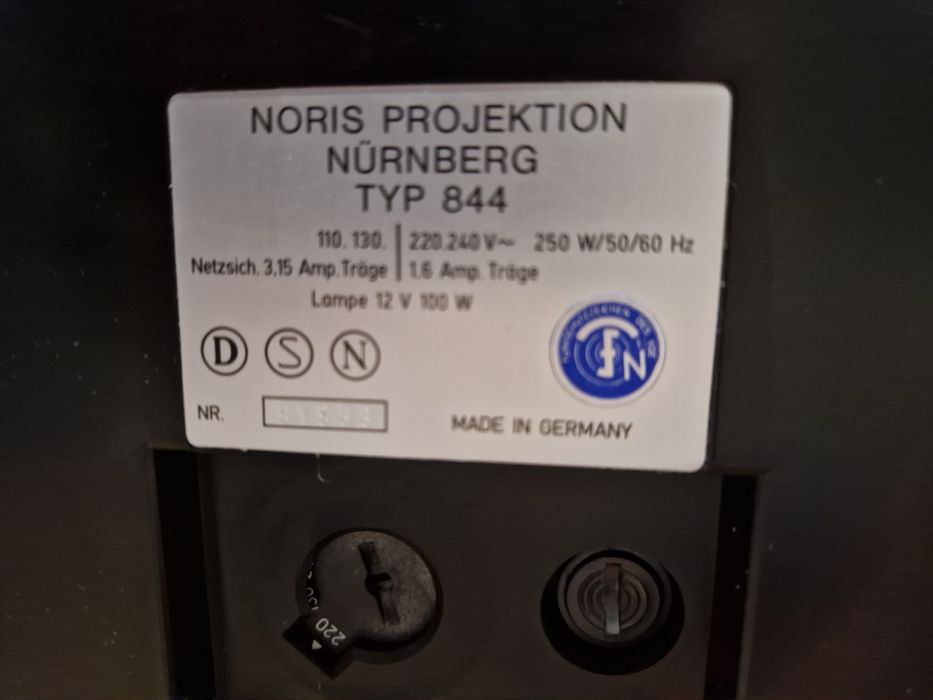 NORIS PROJEKTION
NÜRNBERG
TYP 844
110.130. 220.240 V~ 250 W/50/60 Hz
Netzsich. 3,15 Amp. Träge 1,6 Amp. Träge
Lampe 12 V 100 W
D S N
NR.
MADE IN GERMANY
220